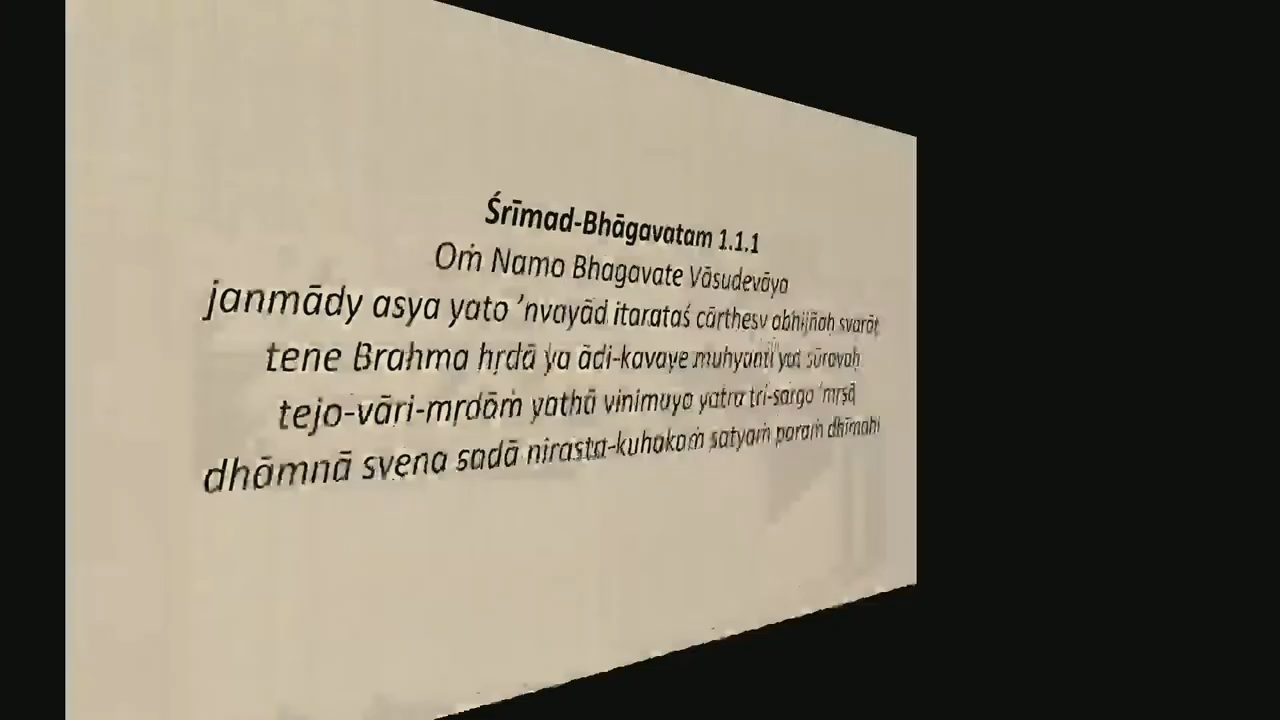 Śrīmad-Bhāgavatam 1.1.1
Oṁ Namo Bhagavate Vāsudevāya
janmādy asya yato ’nvayād itarataś cārthesv abhijñaḥ svarāṭ
tene Brahma hṛdā ya ādi-kavaye muhyanti yat sūrayaḥ
tejo-vāri-mṛdāṁ yathā vinimayo yatra tri-sargo ’mṛṣā
dhāmnā svena sadā nirasta-kuhakaṁ satyaṁ paraṁ dhīmahi